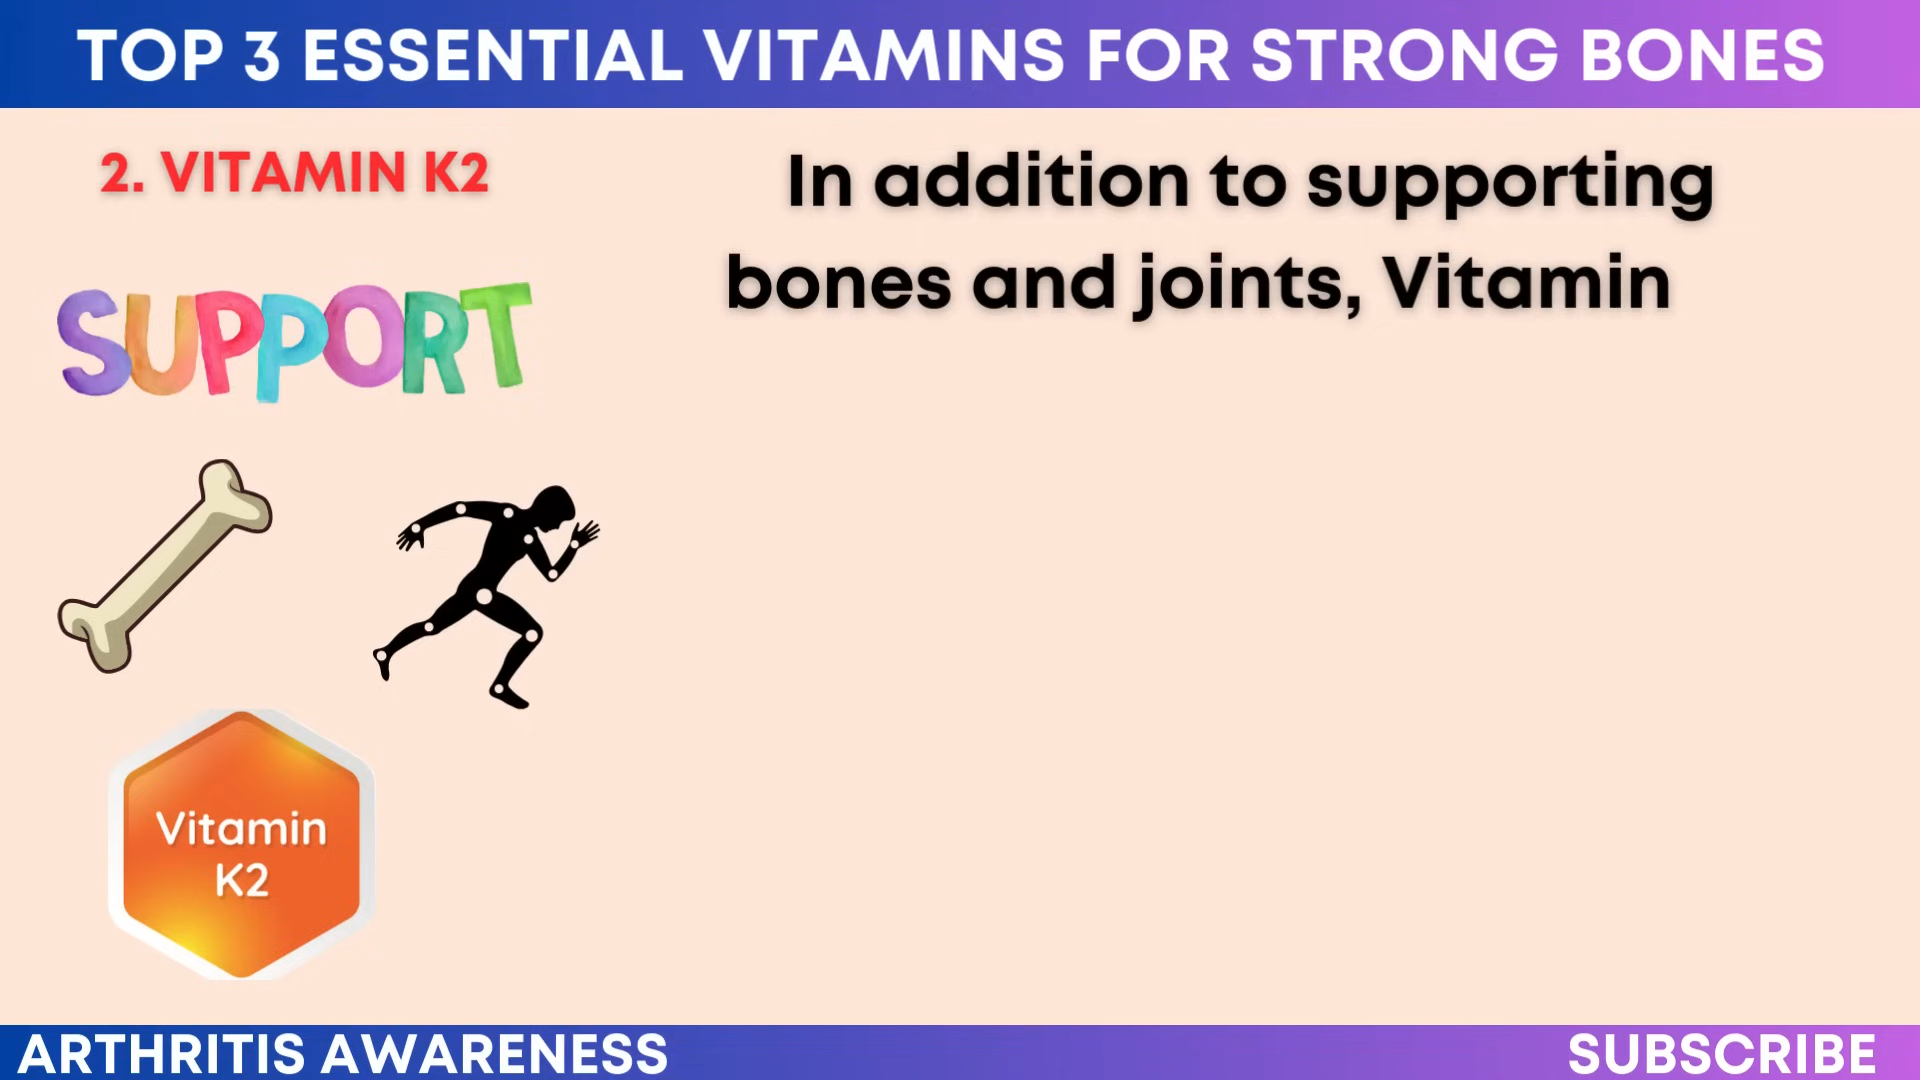 TOP 3 ESSENTIAL VITAMINS FOR STRONG BONES
2. VITAMIN K2
In addition to supporting
bones and joints, Vitamin
SUPPORT
Vitamin
K2
ARTHRITIS AWARENESS
SUBSCRIBE